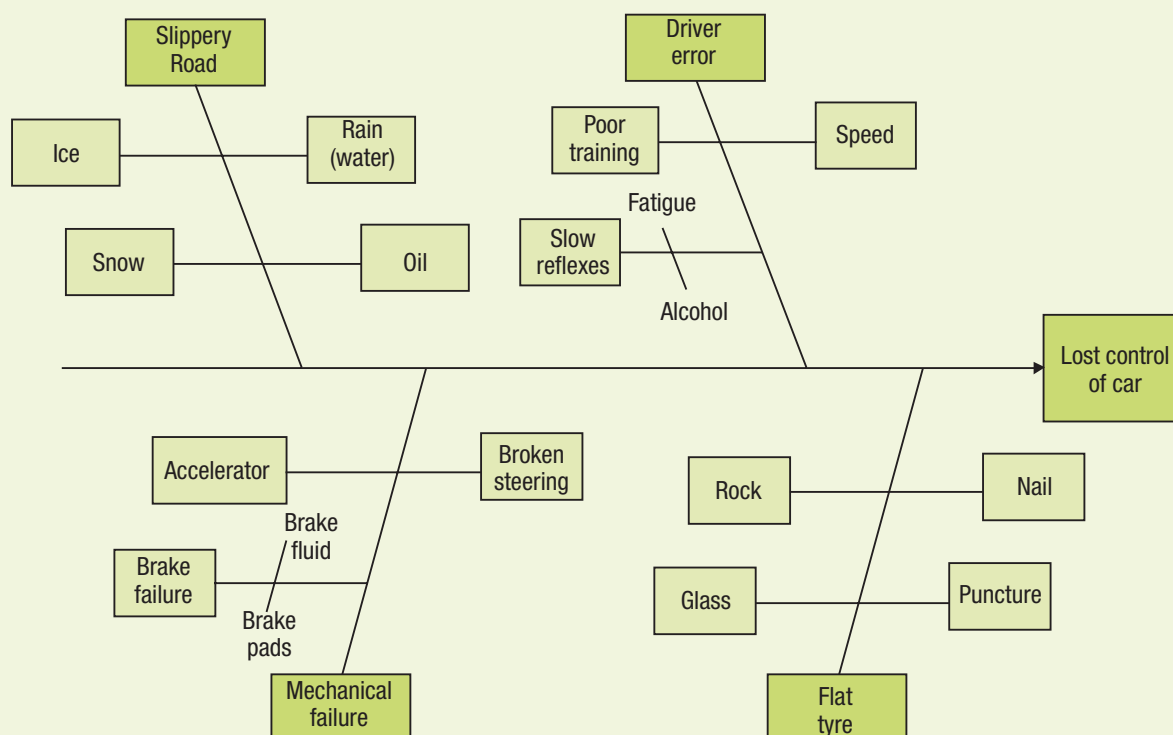 Slippery
Road
Driver
error
Ice
Rain
(water)
Poor
training
Speed
Snow
Oil
Fatigue
Slow
reflexes
Alcohol
Lost control
of car
Accelerator
Broken
steering
Rock
Nail
Brake
fluid
Brake
failure
Brake
pads
Glass
Puncture
Mechanical
failure
Flat
tyre